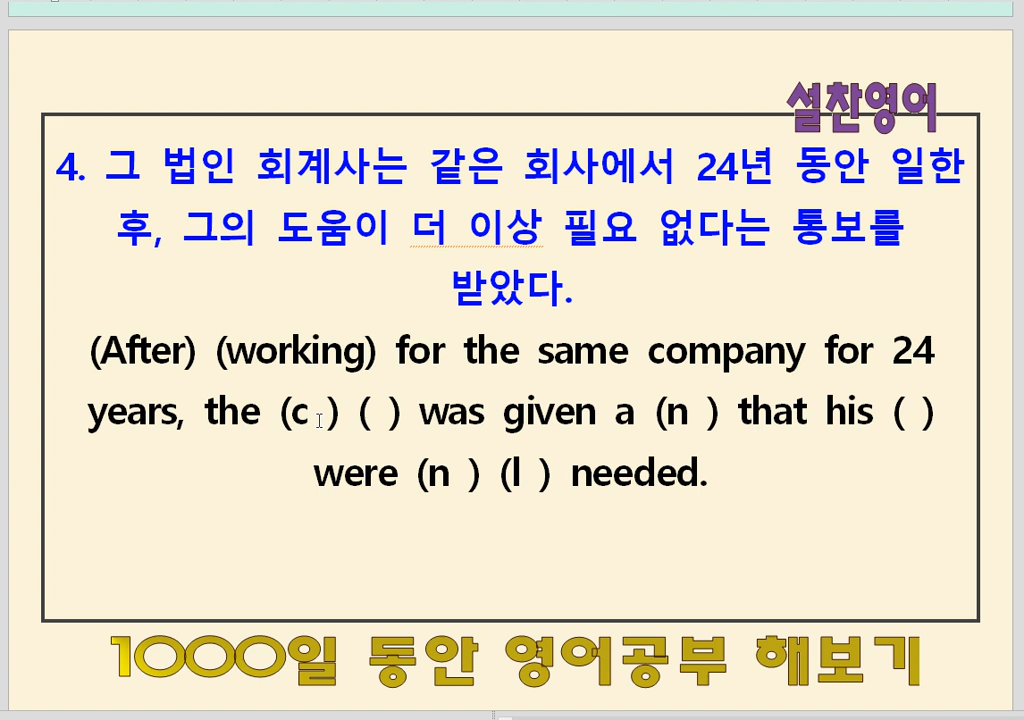 설찬영어
4. 그 법인 회계사는 같은 회사에서 24년 동안 일한
후, 그의 도움이 더 이상 필요 없다는 통보를
받았다.
(After) (working) for the same company for 24
years, the (c ) ( ) was given a (n ) that his ( )
were (n ) (l ) needed.
1000일 동안 영어공부 해보기